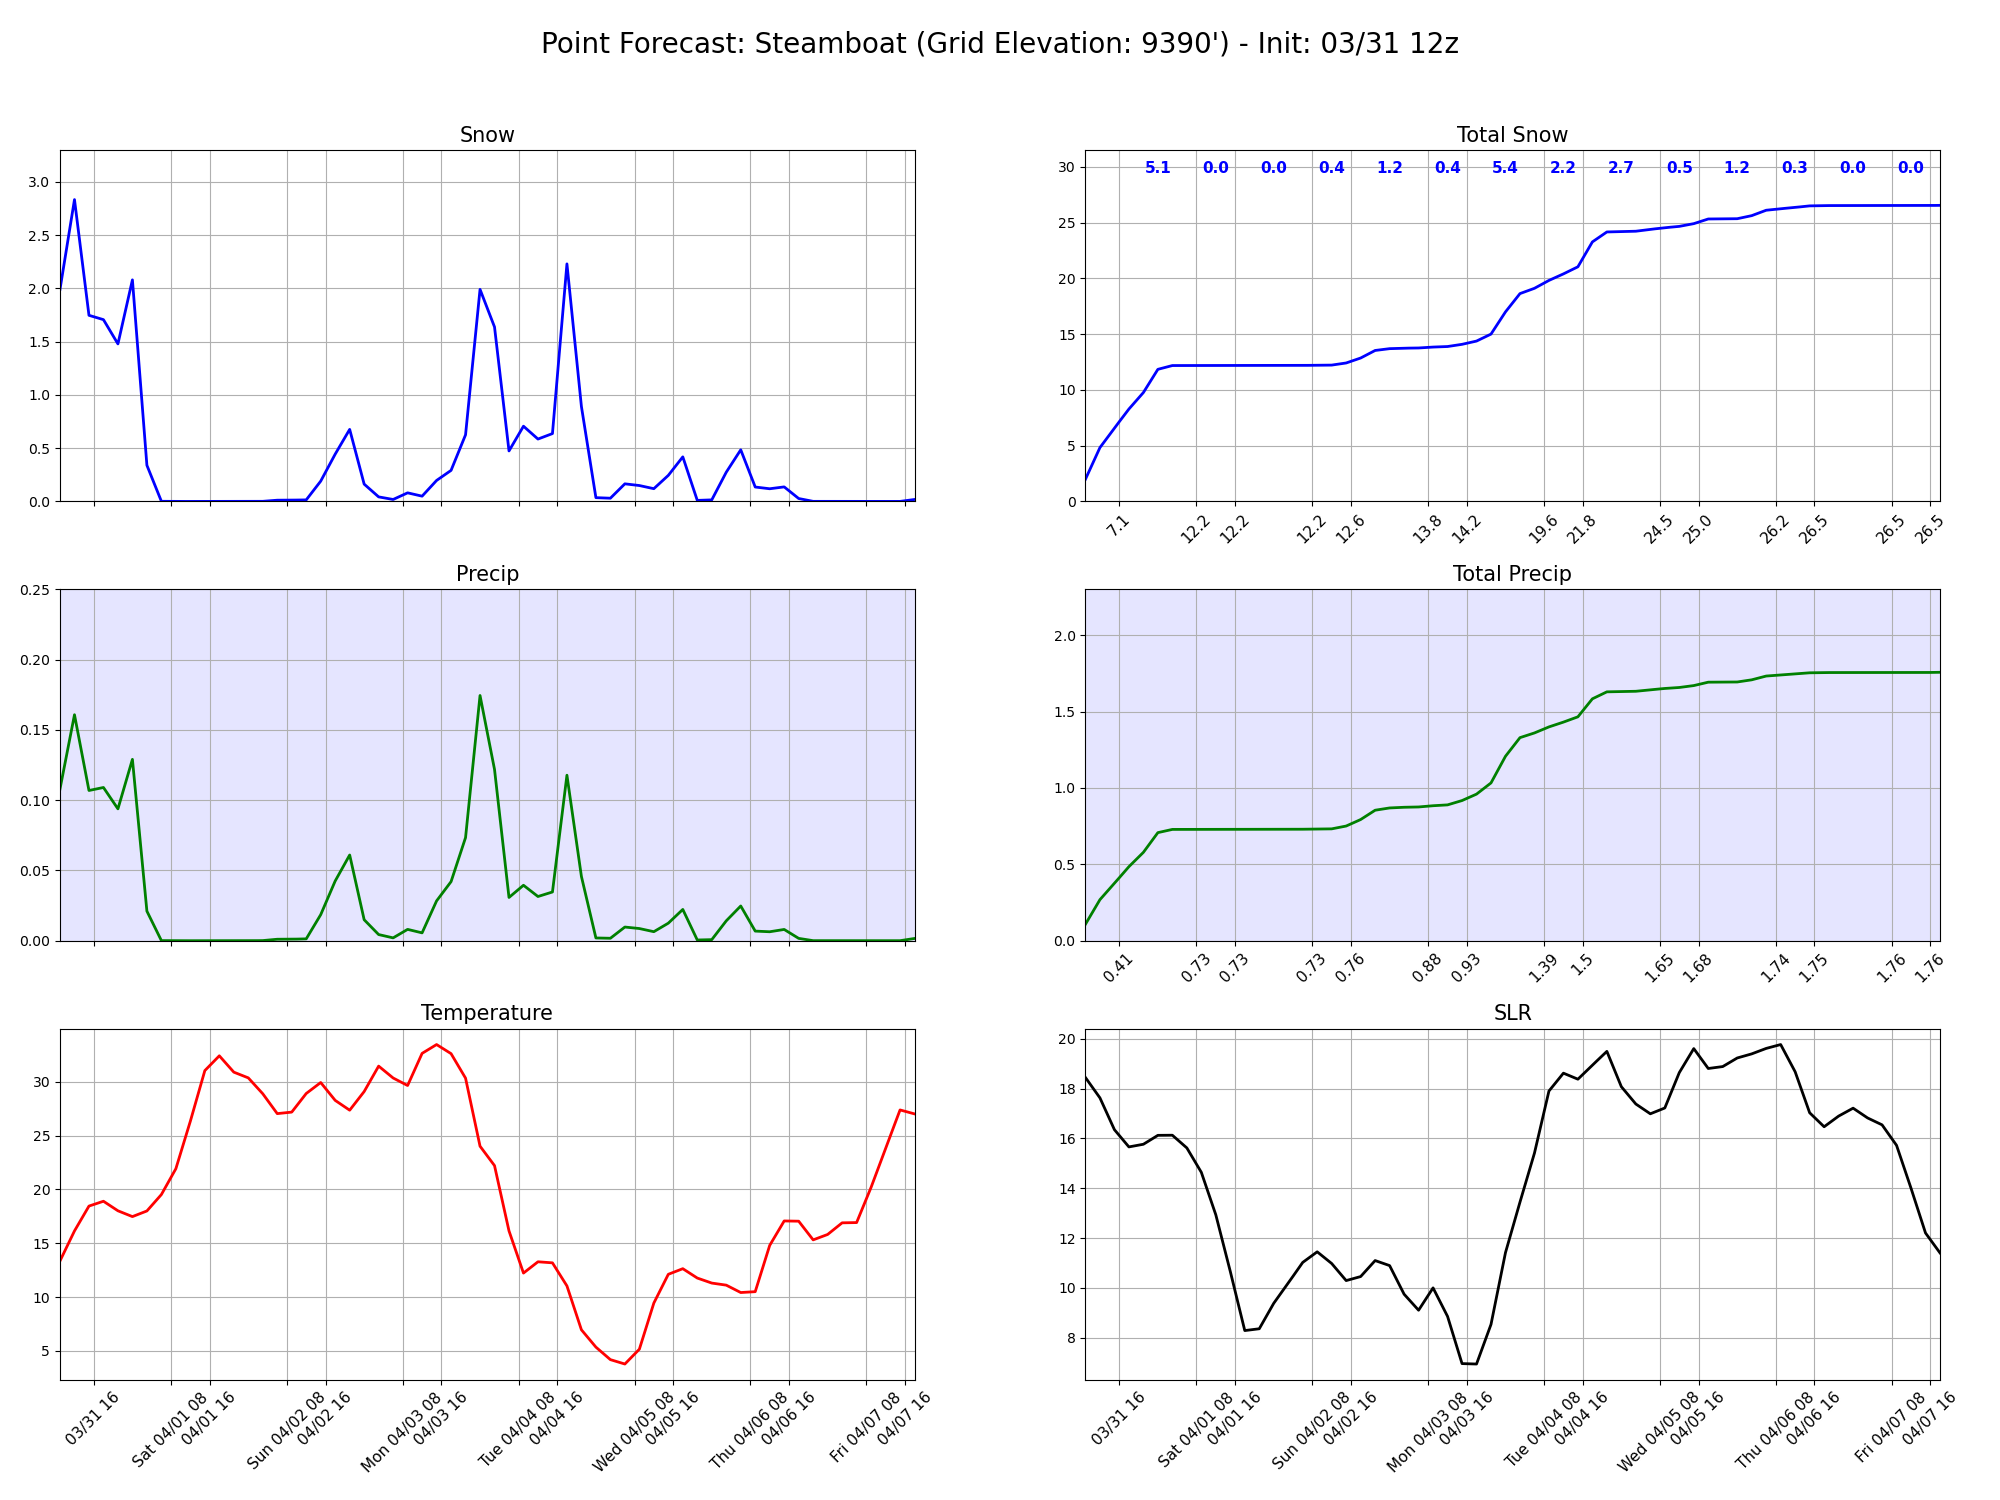 Point Forecast: Steamboat (Grid Elevation: 9390') - Init: 03/31 12z
Snow
3.0
2.5
2.0
1.5
1.0
0.5
0.0
Total Snow
5.1 0.0 0.0 0.4 1.2 0.4 5.4 2.2 2.7 0.5 1.2 0.3 0.0 0.0
30
25
20
15
10
5
0
7.1 12.2 12.2 12.2 12.6 13.8 14.2 19.6 21.8 24.5 25.0 26.2 26.5 26.5 26.5
Precip
0.25
0.20
0.15
0.10
0.05
0.00
Total Precip
2.0
1.5
1.0
0.5
0.0
0.41 0.73 0.73 0.73 0.76 0.88 0.93 1.39 1.5 1.65 1.68 1.74 1.75 1.76 1.76
Temperature
30
25
20
15
10
5
03/31 16
Sat 04/01 08
04/01 16
Sun 04/02 08
04/02 16
Mon 04/03 08
04/03 16
Tue 04/04 08
04/04 16
Wed 04/05 08
04/05 16
Thu 04/06 08
04/06 16
Fri 04/07 08
04/07 16
SLR
20
18
16
14
12
10
8
03/31 16
Sat 04/01 08
04/01 16
Sun 04/02 08
04/02 16
Mon 04/03 08
04/03 16
Tue 04/04 08
04/04 16
Wed 04/05 08
04/05 16
Thu 04/06 08
04/06 16
Fri 04/07 08
04/07 16